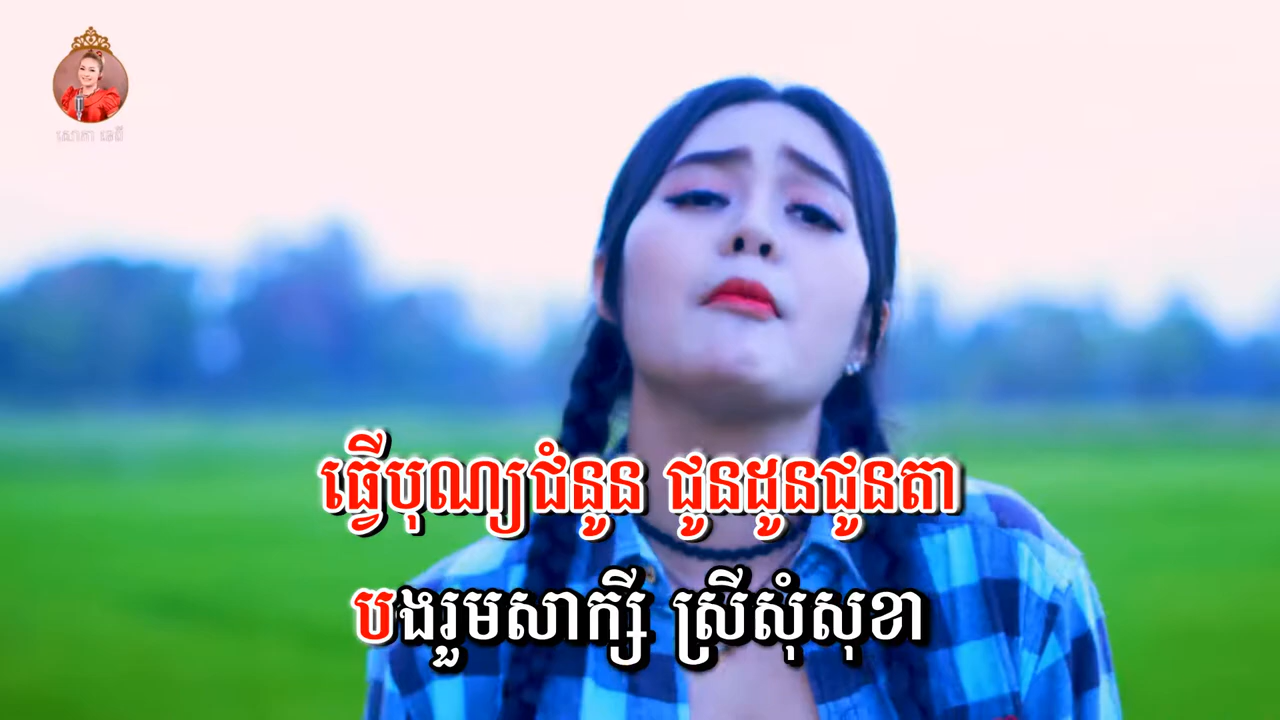 ធ្វើបុណ្យជំនូន ជូនដូនជូនតា
បងរួមសាក្សី ស្រីសុំសុខា